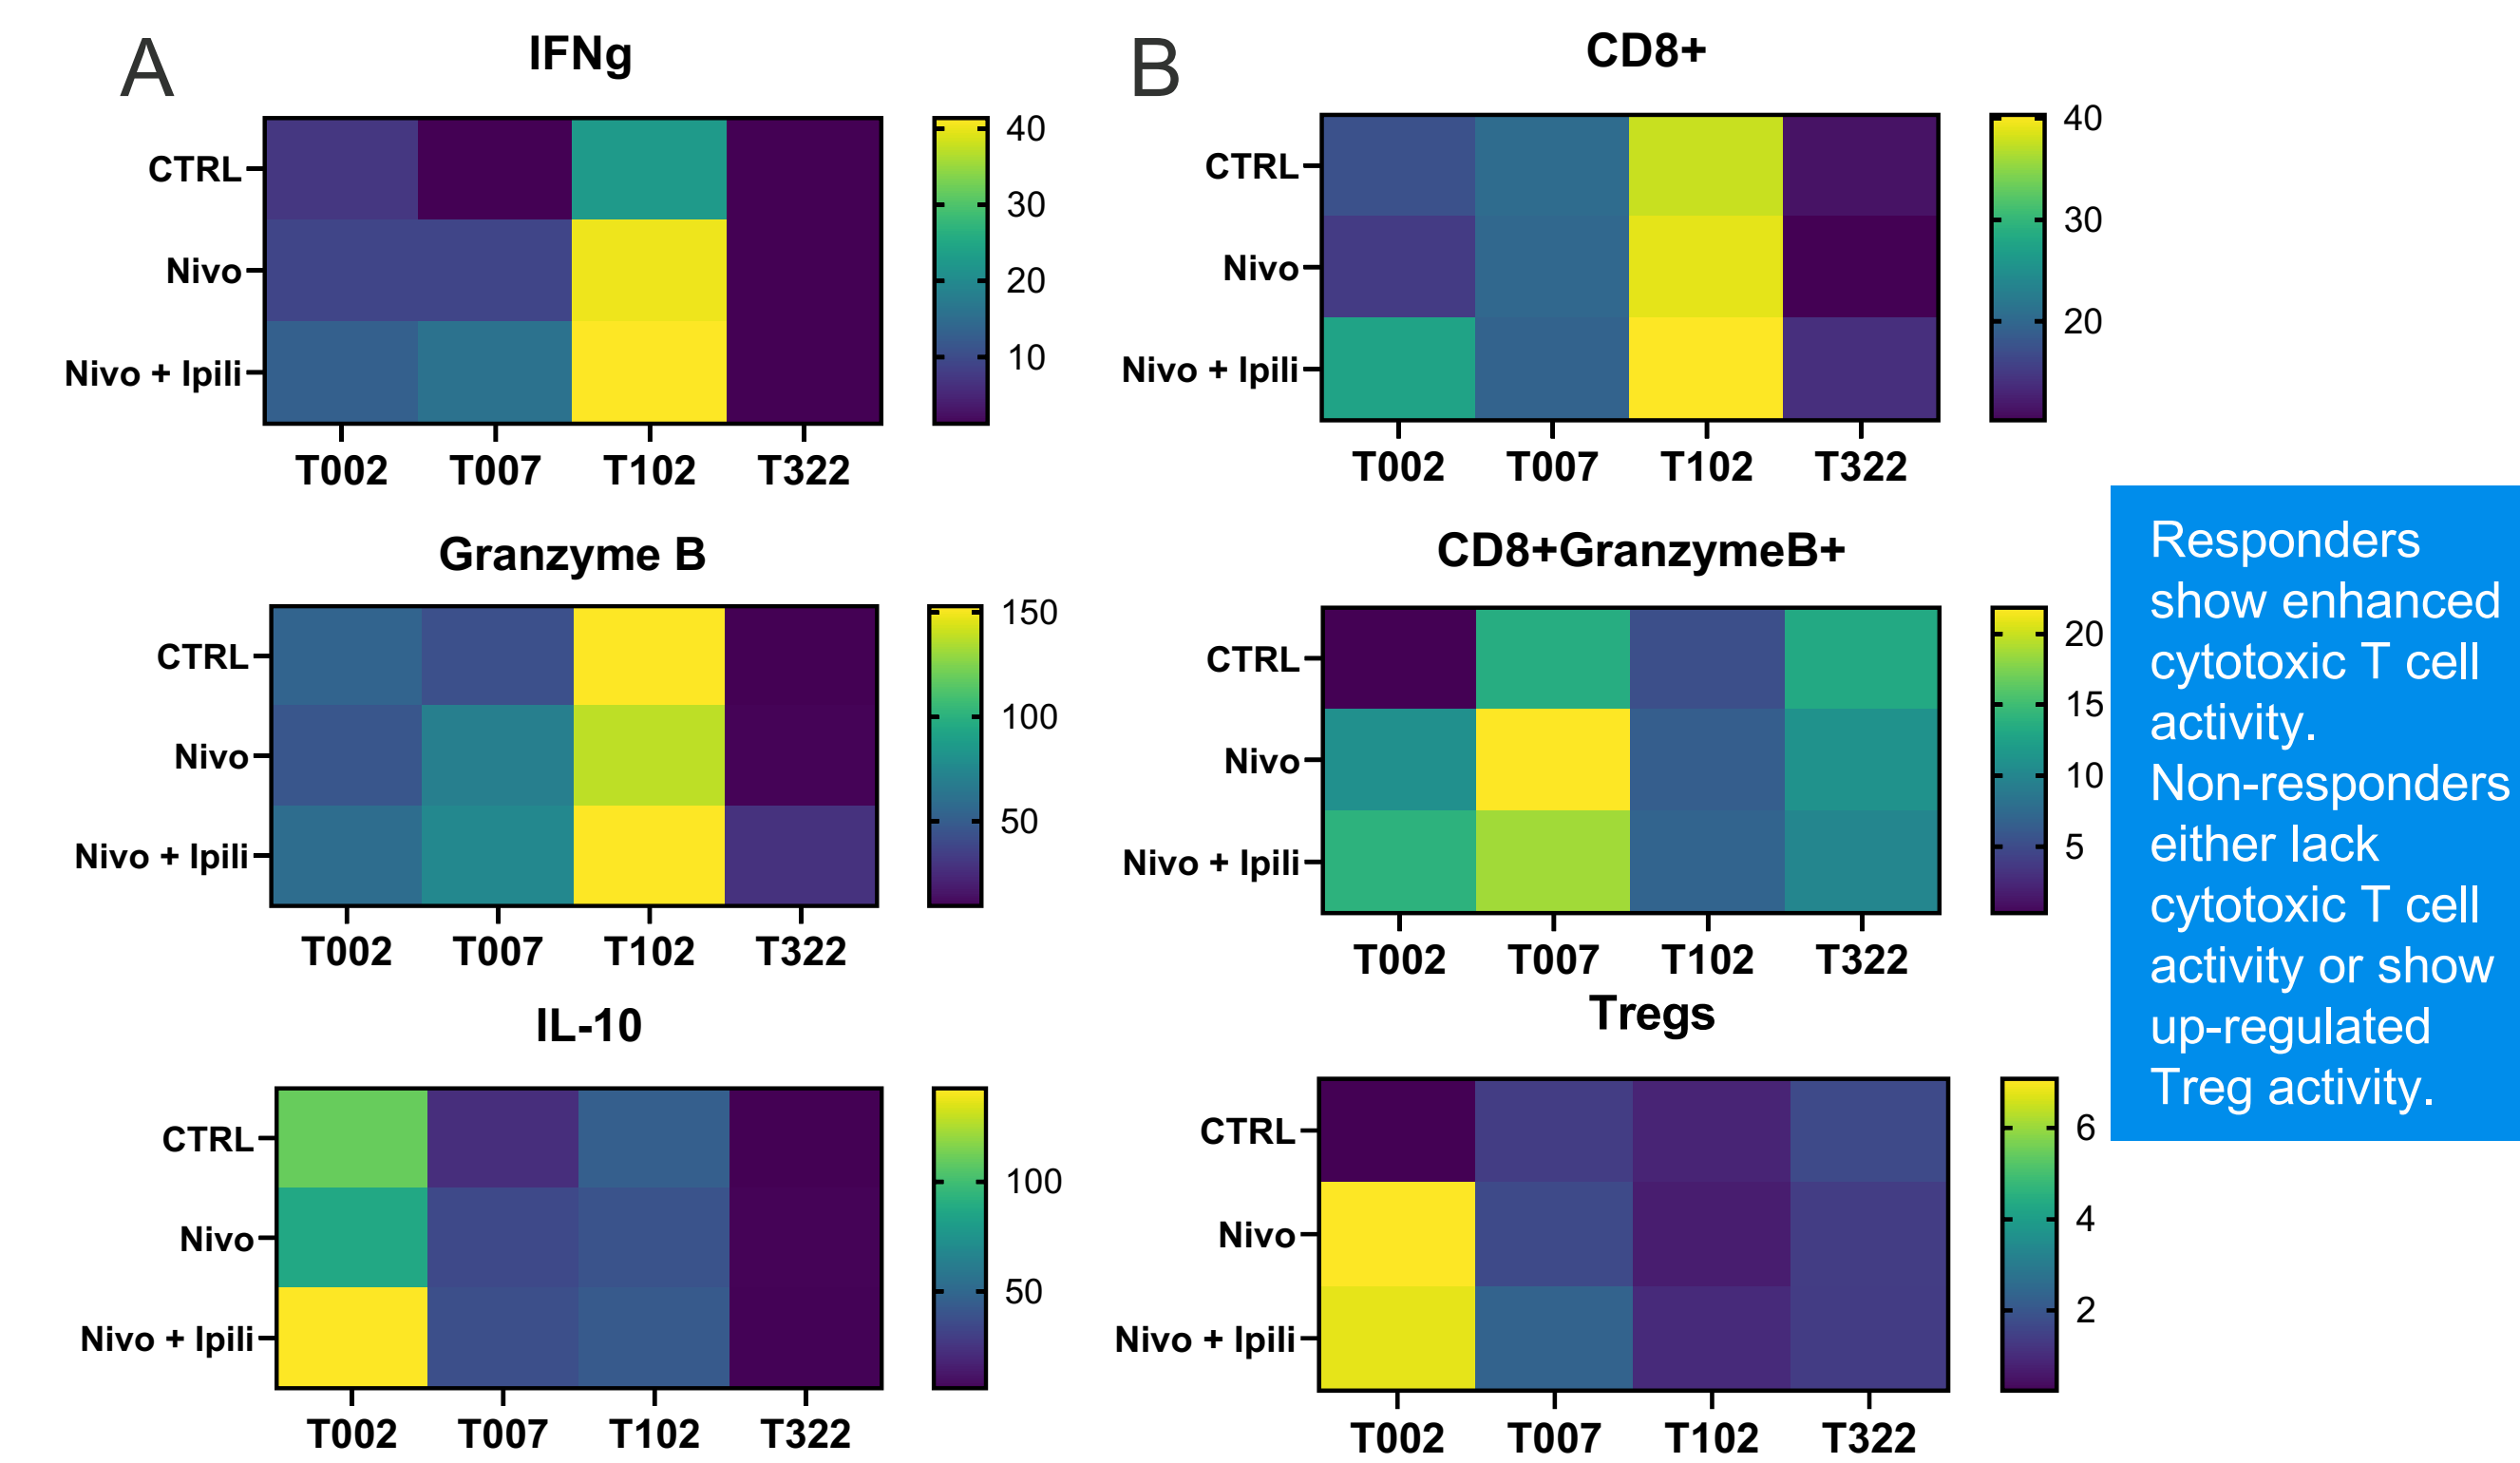 A
IFNg
CTRL
Nivo
Nivo + Ipili
40
30
20
10
T002 T007 T102 T322
Granzyme B
CTRL
Nivo
Nivo + Ipili
150
100
50
T002 T007 T102 T322
IL-10
CTRL
Nivo
Nivo + Ipili
100
50
T002 T007 T102 T322
B
CD8+
CTRL
Nivo
Nivo + Ipili
40
30
20
T002 T007 T102 T322
CD8+GranzymeB+
CTRL
Nivo
Nivo + Ipili
20
15
10
5
T002 T007 T102 T322
Tregs
CTRL
Nivo
Nivo + Ipili
6
4
2
T002 T007 T102 T322
Responders
show enhanced
cytotoxic T cell
activity.
Non-responders
either lack
cytotoxic T cell
activity or show
up-regulated
Treg activity.